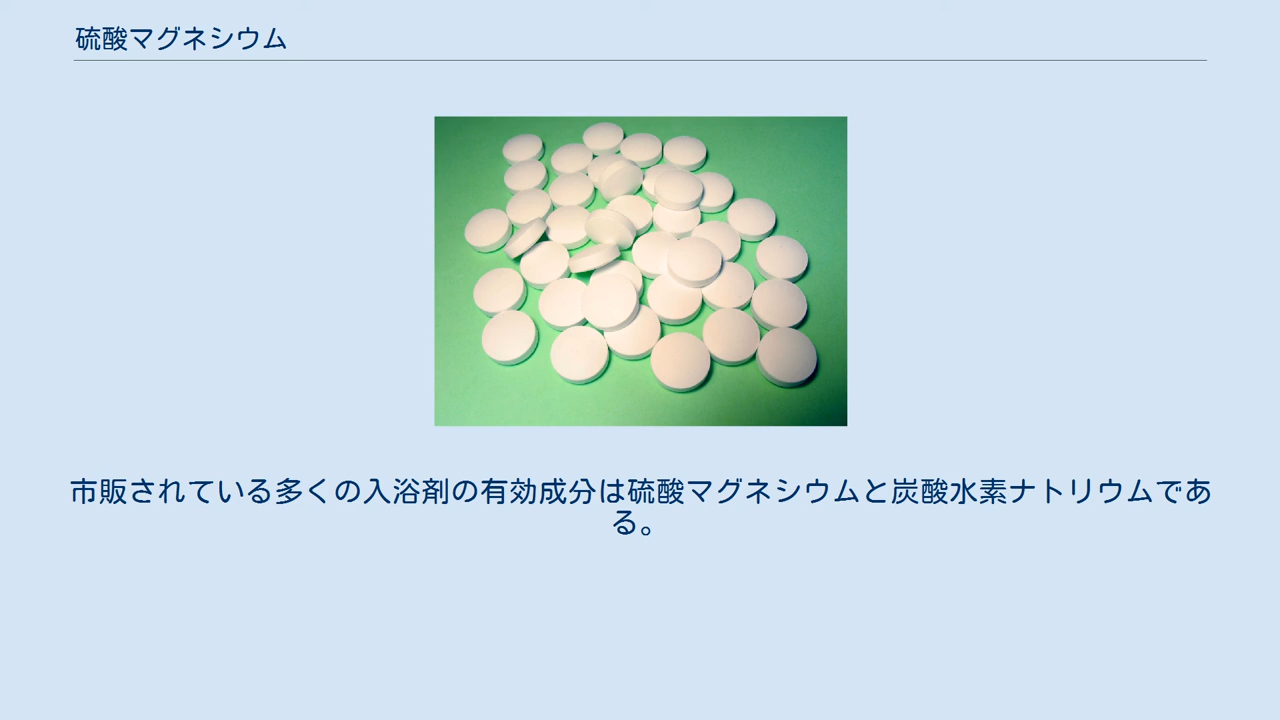 硫酸マグネシウム
市販されている多くの入浴剤の有効成分は硫酸マグネシウムと炭酸水素ナトリウムであ
る。